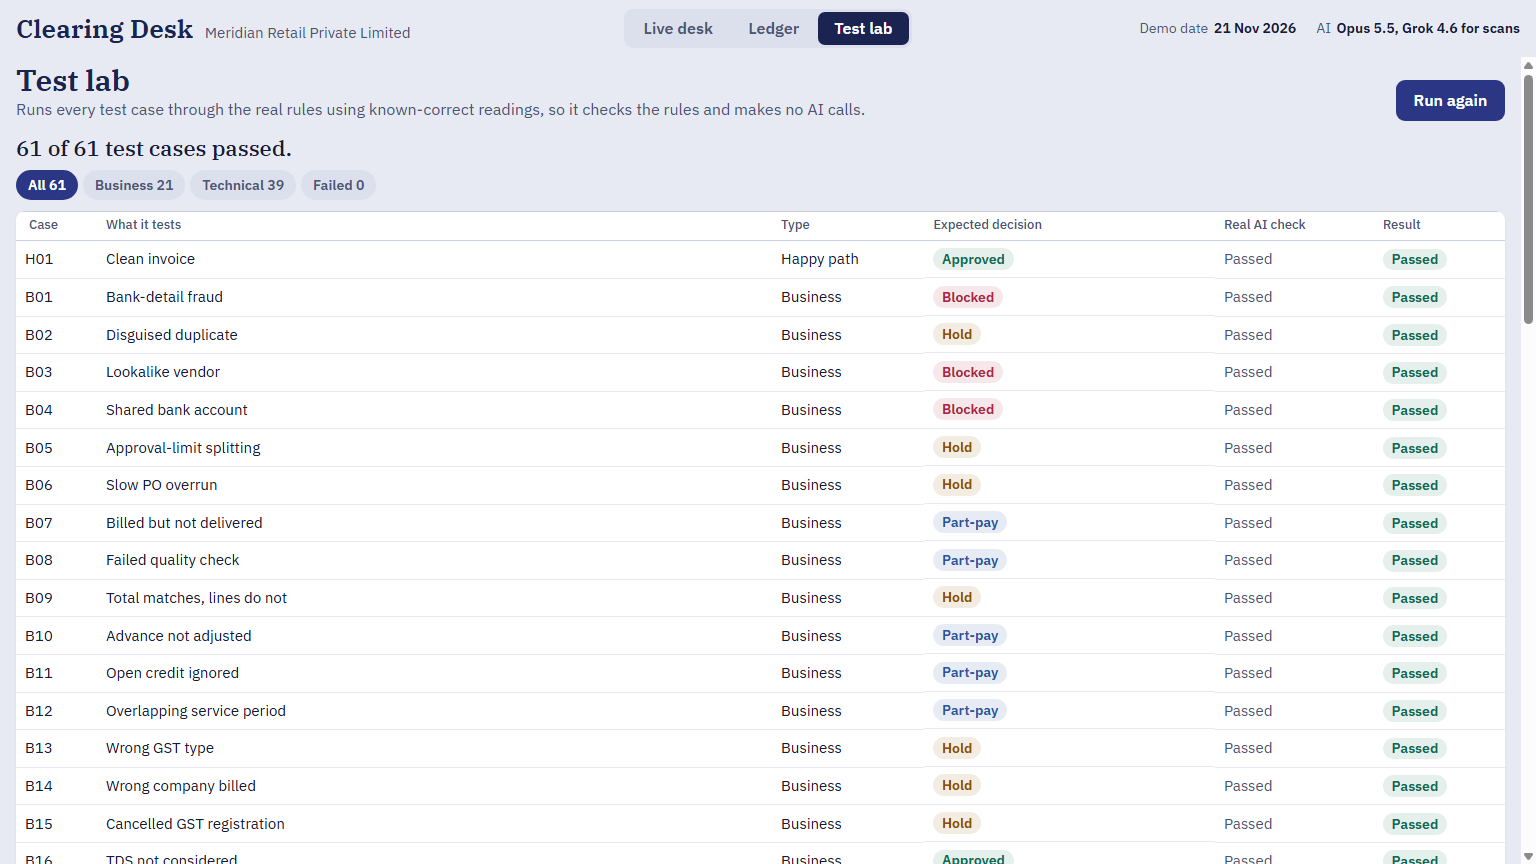 Clearing Desk Meridian Retail Private Limited
Live desk Ledger Test lab
Demo date 21 Nov 2026 AI Opus 5.5, Grok 4.6 for scans
Test lab
Runs every test case through the real rules using known-correct readings, so it checks the rules and makes no AI calls.
Run again
61 of 61 test cases passed.
All 61 Business 21 Technical 39 Failed 0
Case What it tests Type Expected decision Real AI check Result
H01 Clean invoice Happy path Approved Passed Passed
B01 Bank-detail fraud Business Blocked Passed Passed
B02 Disguised duplicate Business Hold Passed Passed
B03 Lookalike vendor Business Blocked Passed Passed
B04 Shared bank account Business Blocked Passed Passed
B05 Approval-limit splitting Business Hold Passed Passed
B06 Slow PO overrun Business Hold Passed Passed
B07 Billed but not delivered Business Part-pay Passed Passed
B08 Failed quality check Business Part-pay Passed Passed
B09 Total matches, lines do not Business Hold Passed Passed
B10 Advance not adjusted Business Part-pay Passed Passed
B11 Open credit ignored Business Part-pay Passed Passed
B12 Overlapping service period Business Part-pay Passed Passed
B13 Wrong GST type Business Hold Passed Passed
B14 Wrong company billed Business Hold Passed Passed
B15 Cancelled GST registration Business Hold Passed Passed
B16 TDS not considered Business Approved Passed Passed